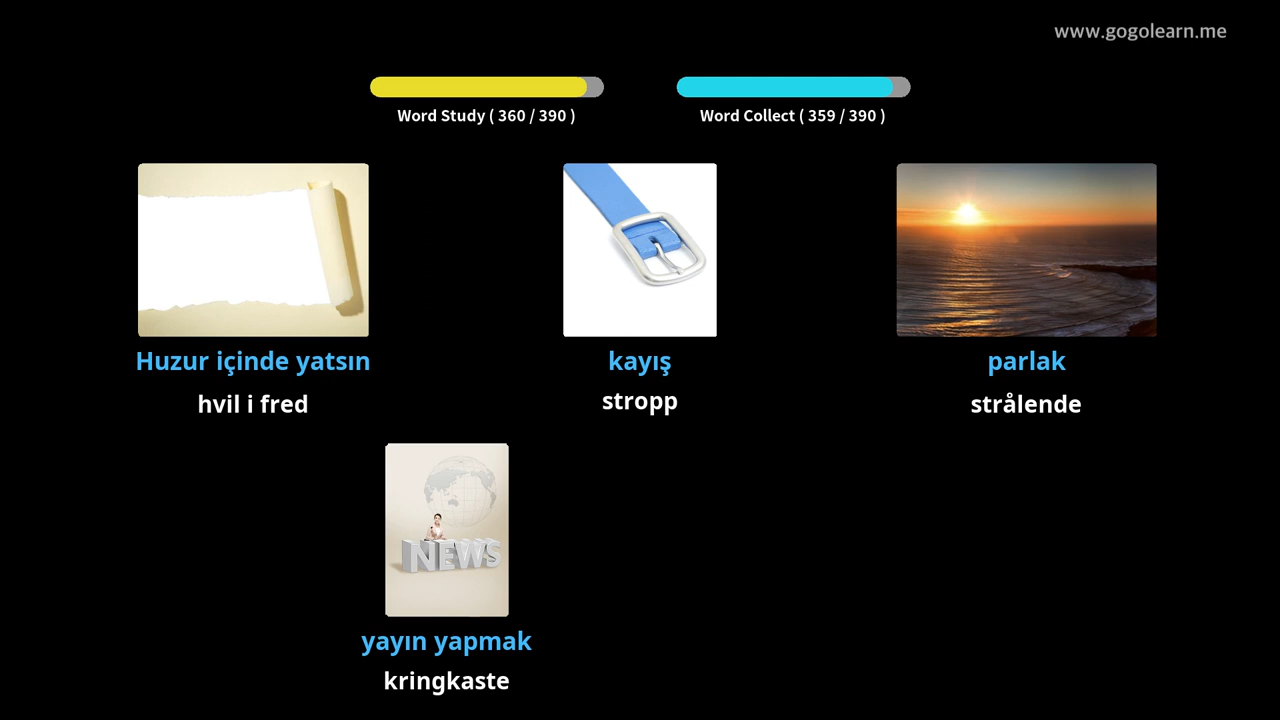 www.gogolearn.me
Word Study ( 360 / 390 )
Word Collect ( 359 / 390 )
Huzur içinde yatsın
hvil i fred
kayış
stropp
parlak
strålende
NEWS
yayın yapmak
kringkaste